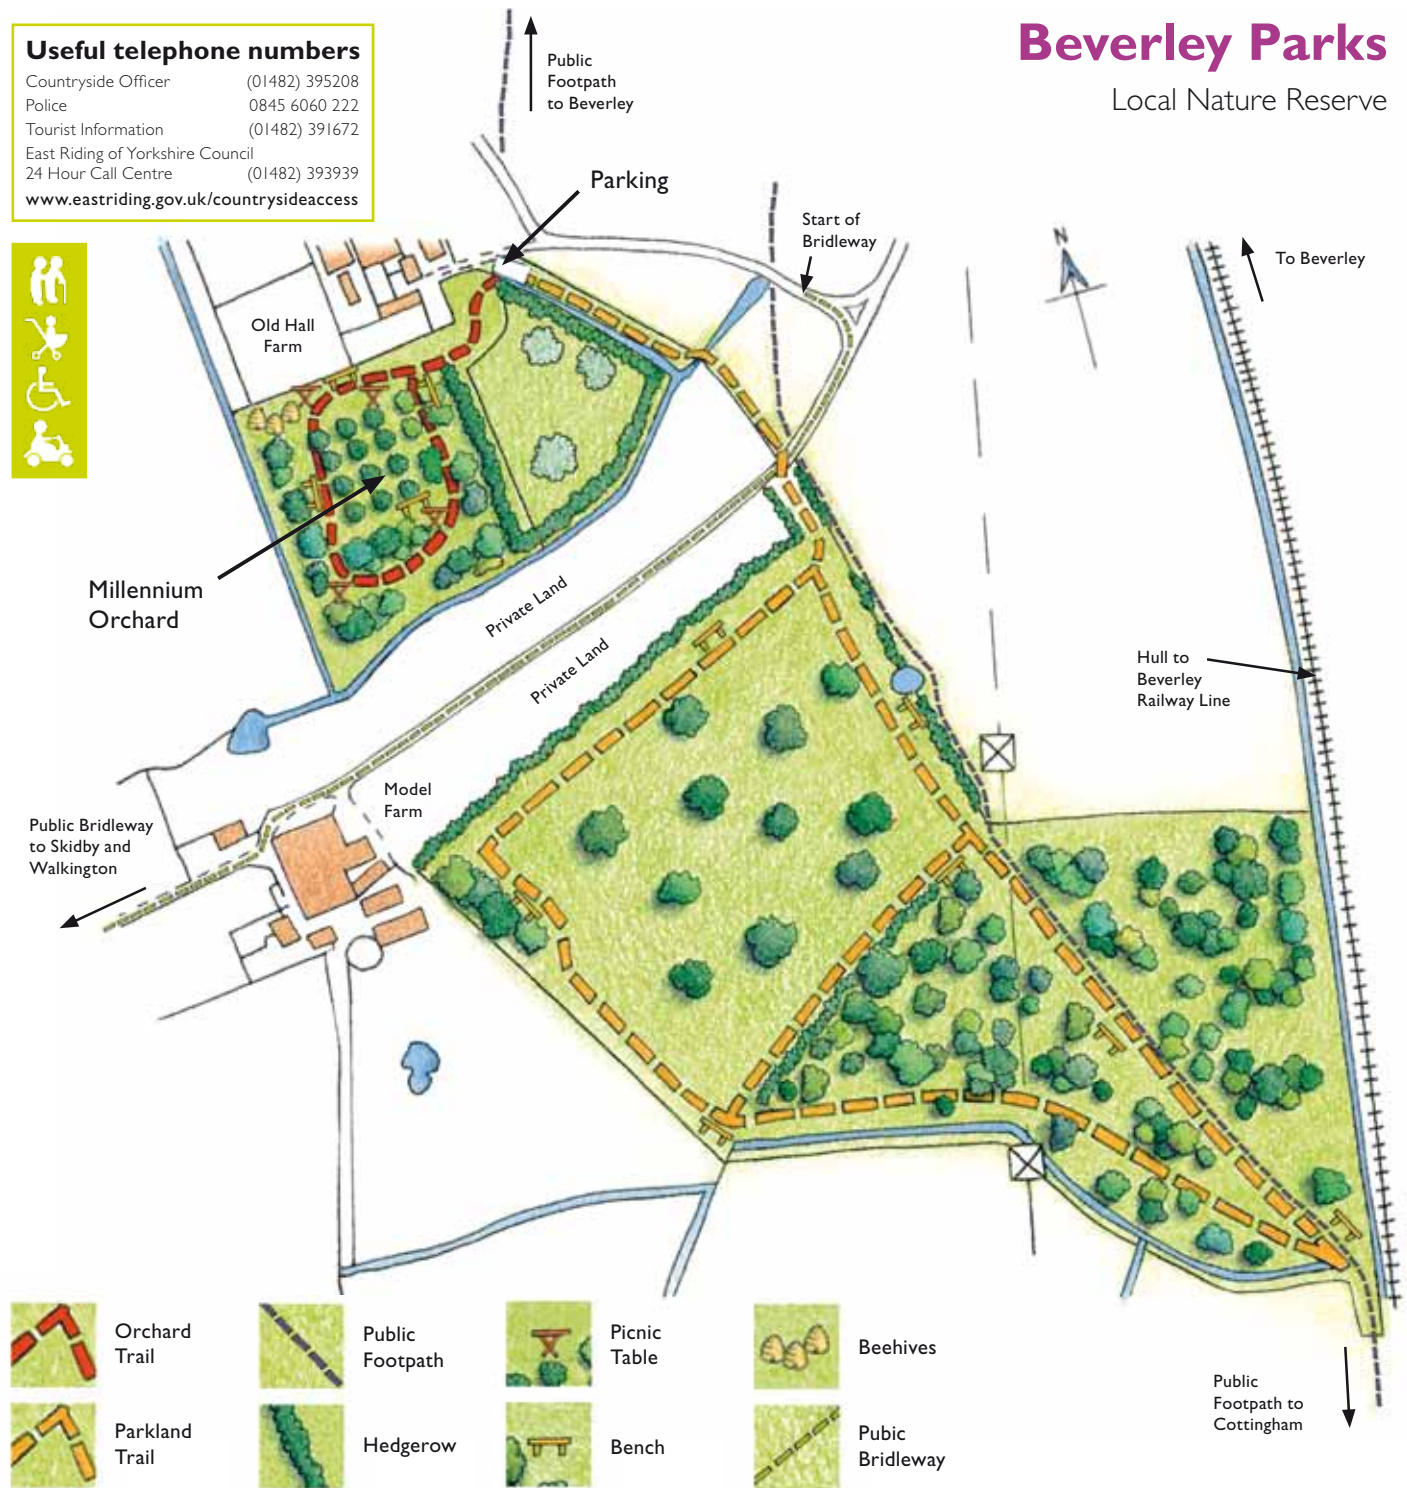 Beverley Parks
Local Nature Reserve
Useful telephone numbers
Countryside Officer (01482) 395208
Police 0845 6060 222
Tourist Information (01482) 391672
East Riding of Yorkshire Council
24 Hour Call Centre (01482) 393939
www.eastriding.gov.uk/countrysideaccess
Public
Footpath
to Beverley
Parking
Start of
Bridleway
N
To Beverley
Old Hall
Farm
Millennium
Orchard
Private Land
Private Land
Hull to
Beverley
Railway Line
Model
Farm
Public Bridleway
to Skidby and
Walkington
Public
Footpath to
Cottingham
Orchard
Trail
Public
Footpath
Picnic
Table
Beehives
Parkland
Trail
Hedgerow
Bench
Pubic
Bridleway